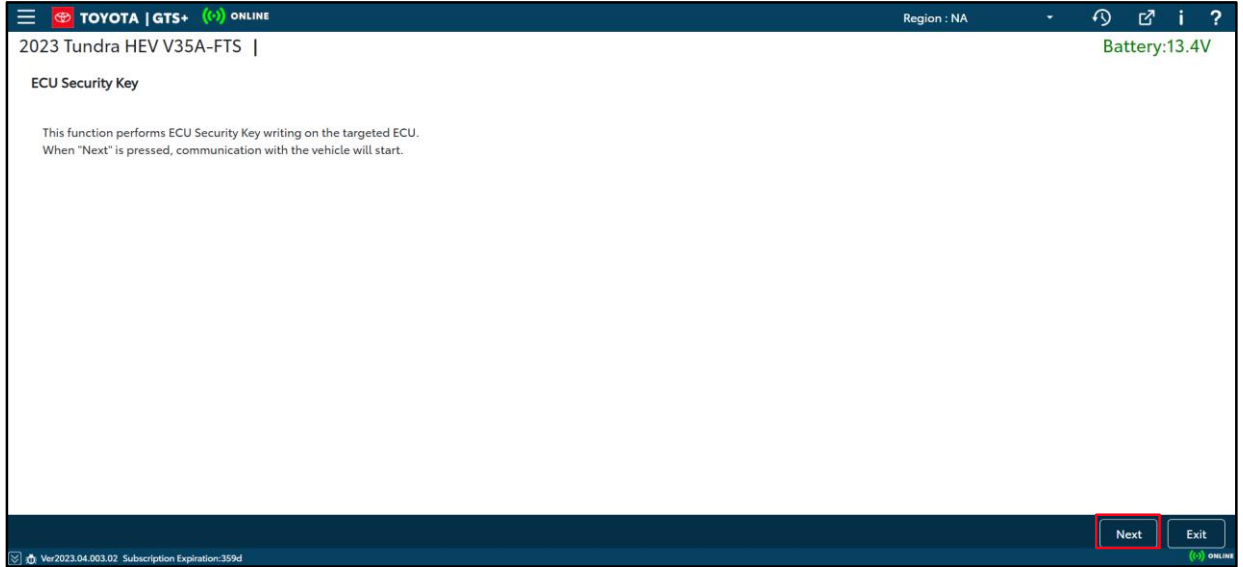 TOYOTA | GTS+ ONLINE Region : NA i ?
2023 Tundra HEV V35A-FTS | Battery:13.4V
ECU Security Key
This function performs ECU Security Key writing on the targeted ECU.
When "Next" is pressed, communication with the vehicle will start.
Next Exit
Ver2023.04.003.02 Subscription Expiration:359d ONLINE